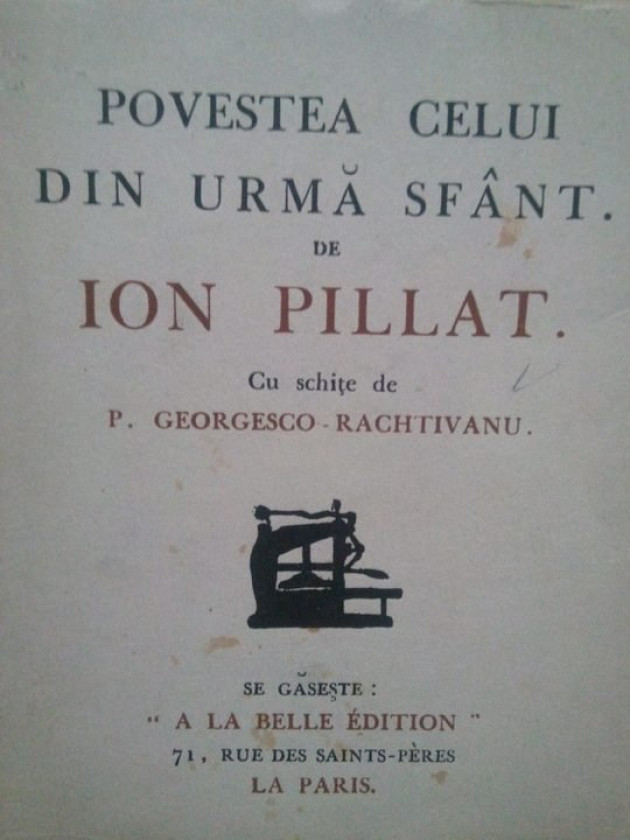 POVESTEA CELUI
DIN URMĂ SFÂNT.
DE
ION PILLAT.
Cu schițe de
P. GEORGESCO-RACHTIVANU.
SE GĂSEȘTE :
“ A LA BELLE ÉDITION ”
71, RUE DES SAINTS-PÈRES
LA PARIS.